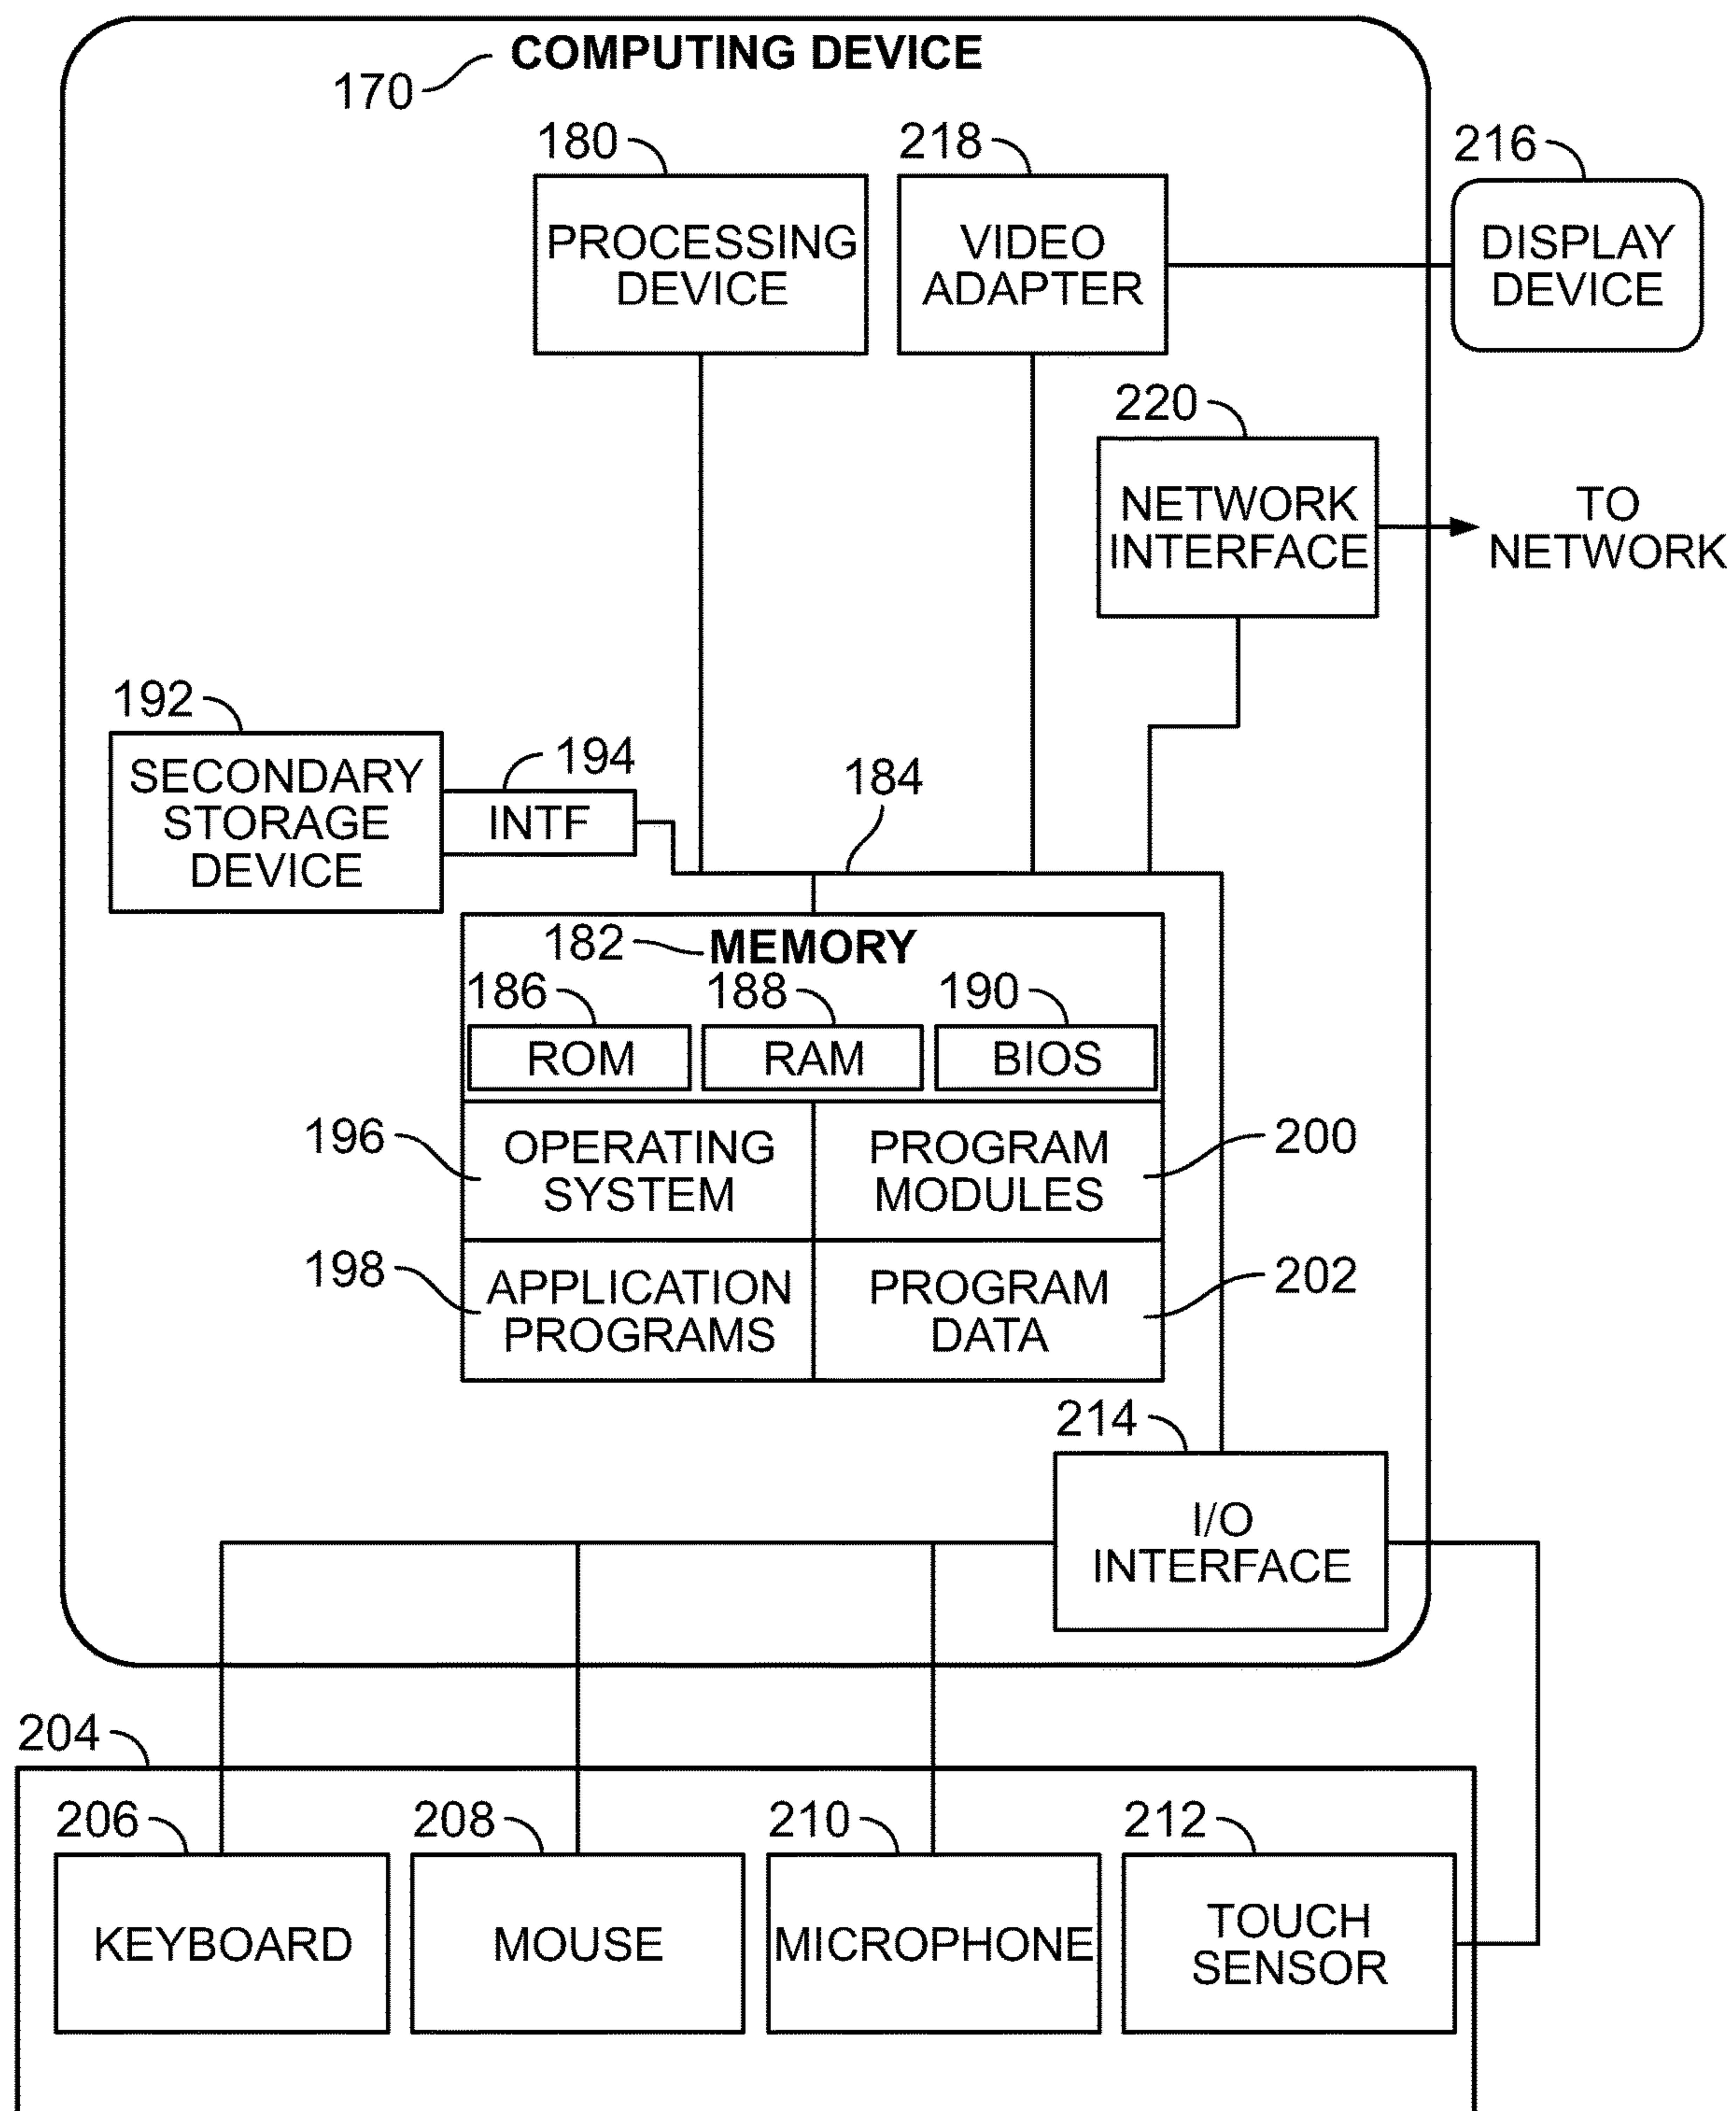 COMPUTING DEVICE
170
180
218
216
PROCESSING
DEVICE
VIDEO
ADAPTER
DISPLAY
DEVICE
220
NETWORK
INTERFACE
TO
NETWORK
192
SECONDARY
STORAGE
DEVICE
194
INTF
184
182
MEMORY
186
188
190
ROM
RAM
BIOS
196
OPERATING
SYSTEM
PROGRAM
MODULES
200
198
APPLICATION
PROGRAMS
PROGRAM
DATA
202
214
I/O
INTERFACE
204
206
208
210
212
KEYBOARD
MOUSE
MICROPHONE
TOUCH
SENSOR